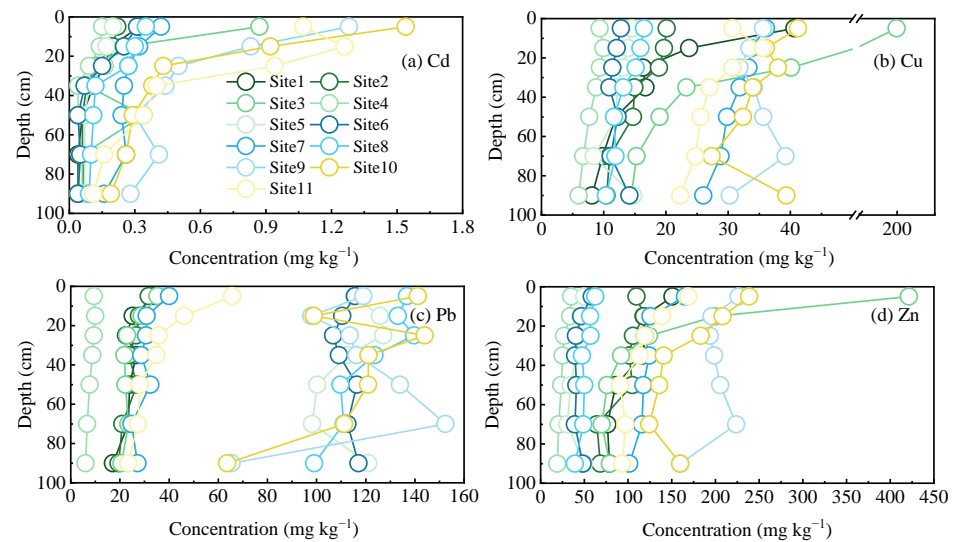 0
20
40
60
80
100
Depth (cm)
(a) Cd
Site1 Site2
Site3 Site4
Site5 Site6
Site7 Site8
Site9 Site10
Site11
0.0 0.3 0.6 0.9 1.2 1.5 1.8
Concentration (mg kg⁻¹)
0
20
40
60
80
100
Depth (cm)
(b) Cu
10 20 30 40 200
Concentration (mg kg⁻¹)
0
20
40
60
80
100
Depth (cm)
(c) Pb
0 20 40 60 80 100 120 140 160
Concentration (mg kg⁻¹)
0
20
40
60
80
100
Depth (cm)
(d) Zn
0 50 100 150 200 250 300 350 400 450
Concentration (mg kg⁻¹)